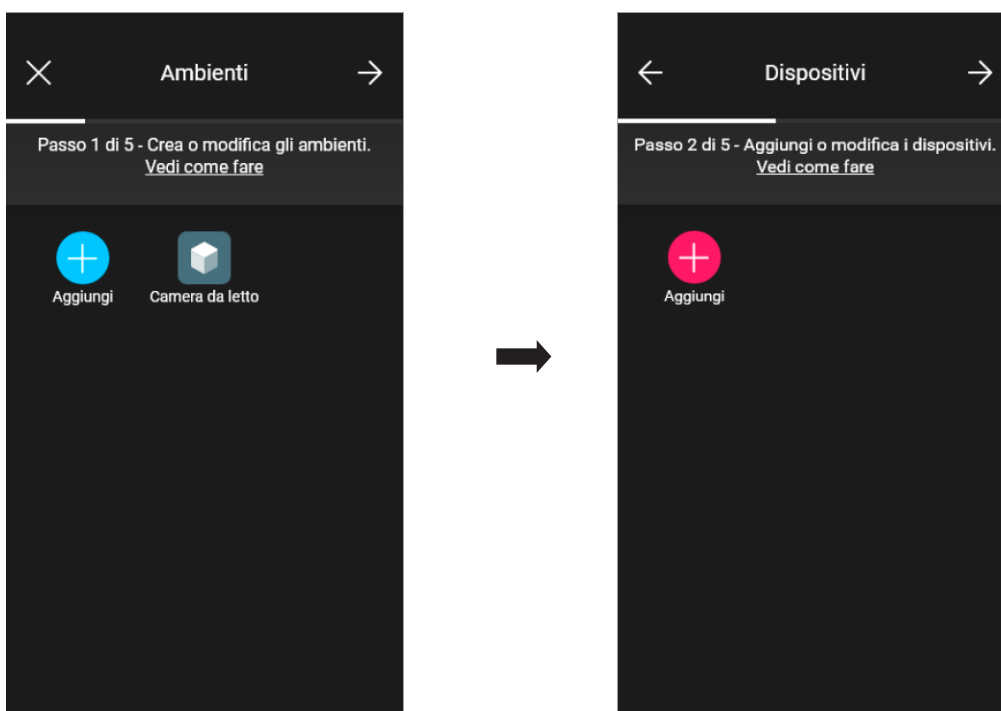 Ambienti
Passo 1 di 5 - Crea o modifica gli ambienti.
Vedi come fare
Aggiungi
Camera da letto
Dispositivi
Passo 2 di 5 - Aggiungi o modifica i dispositivi.
Vedi come fare
Aggiungi